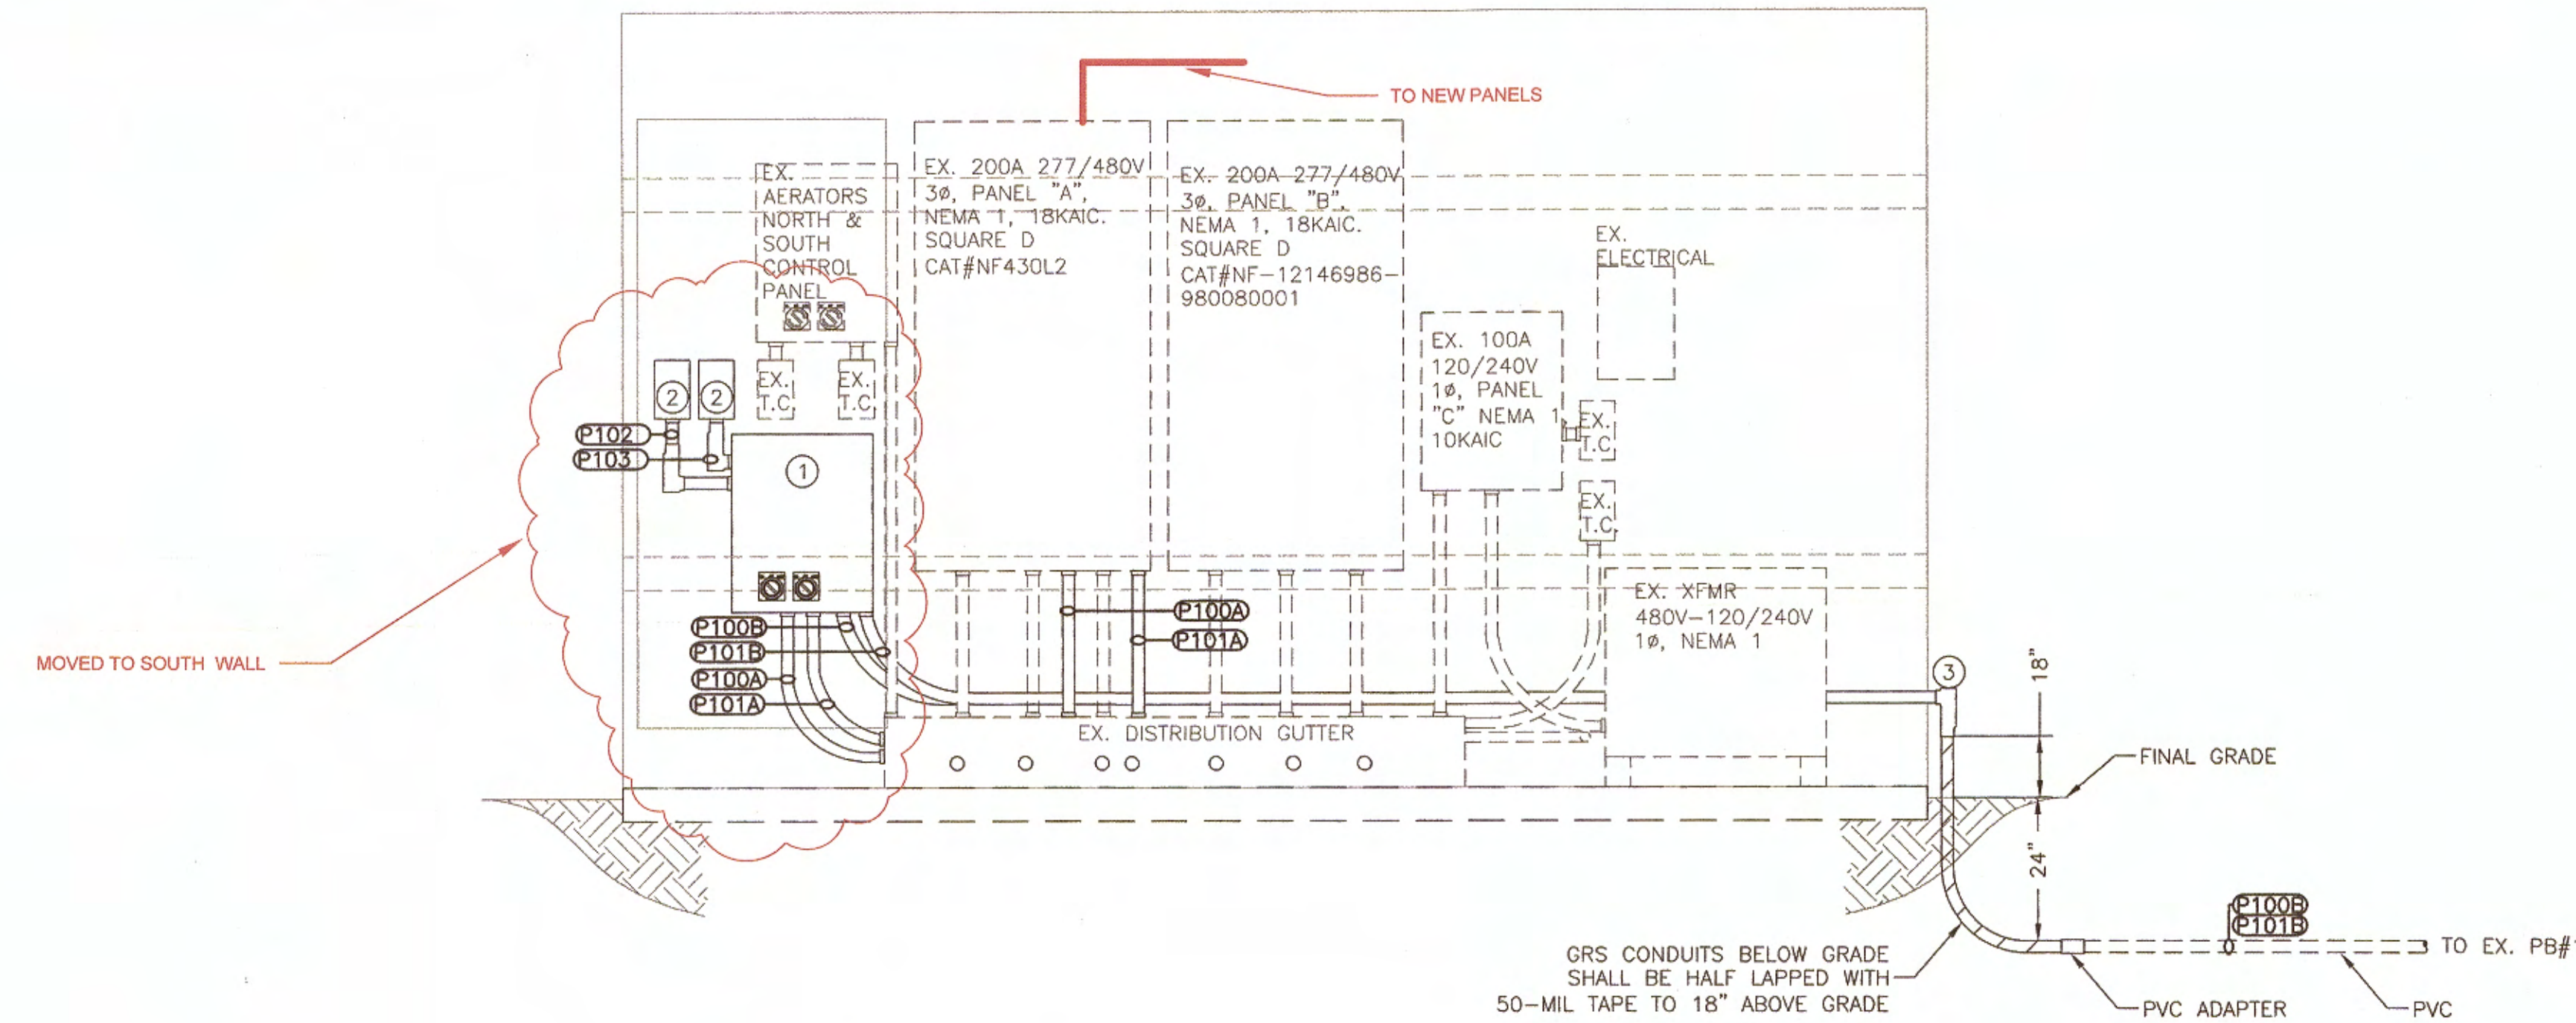 TO NEW PANELS
EX.
AERATORS
NORTH &
SOUTH
CONTROL
PANEL
EX. 200A 277/480V
3ø, PANEL "A",
NEMA 1, 18KAIC.
SQUARE D
CAT#NF430L2
EX. 200A 277/480V
3ø, PANEL "B",
NEMA 1, 18KAIC.
SQUARE D
CAT#NF-12146986-
980080001
EX.
ELECTRICAL
EX. 100A
120/240V
1ø, PANEL
"C" NEMA 1,
10KAIC
EX.
T.C.
EX.
T.C.
2
2
EX.
T.C.
EX.
T.C.
P102
P103
1
P100B
P101B
P100A
P101A
P100A
P101A
EX. XFMR
480V-120/240V
1ø, NEMA 1
MOVED TO SOUTH WALL
3
18"
EX. DISTRIBUTION GUTTER
FINAL GRADE
24"
P100B
P101B
TO EX. PB#
GRS CONDUITS BELOW GRADE
SHALL BE HALF LAPPED WITH
50-MIL TAPE TO 18" ABOVE GRADE
PVC ADAPTER
PVC